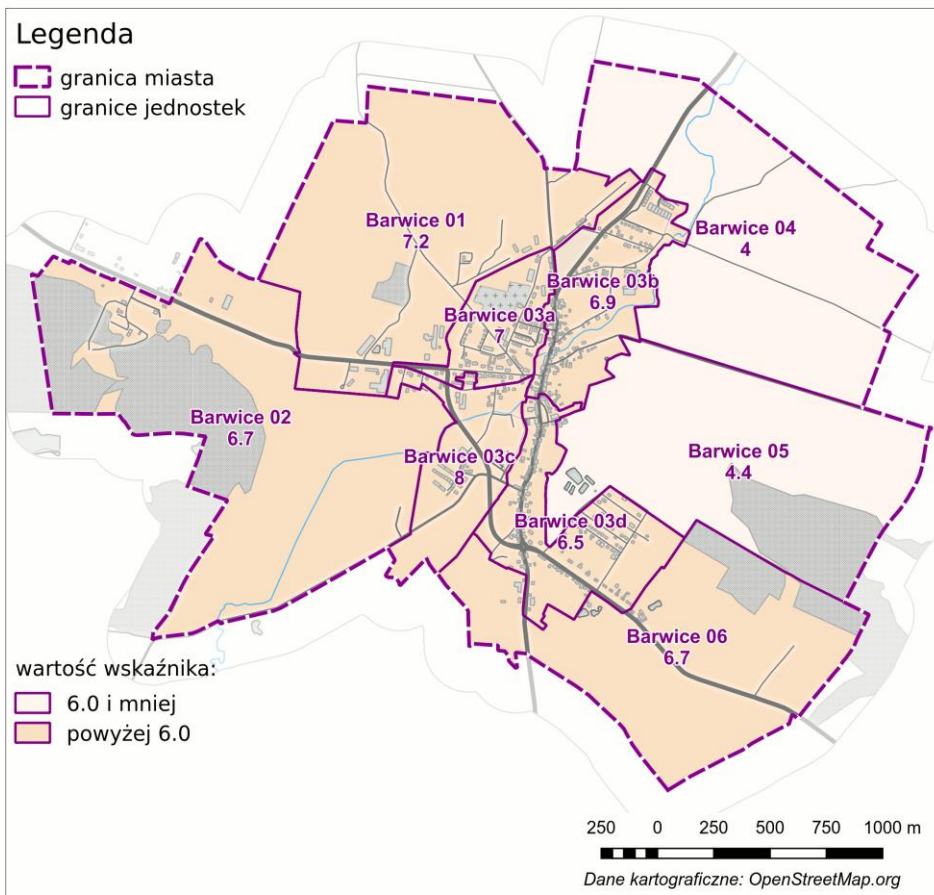 Legenda
granica miasta
granice jednostek
Barwice 01
7.2
Barwice 04
4
Barwice 03b
6.9
Barwice 03a
7
Barwice 02
6.7
Barwice 03c
8
Barwice 05
4.4
Barwice 03d
6.5
Barwice 06
6.7
wartość wskaźnika:
6.0 i mniej
powyżej 6.0
250 0 250 500 750 1000 m
Dane kartograficzne: OpenStreetMap.org